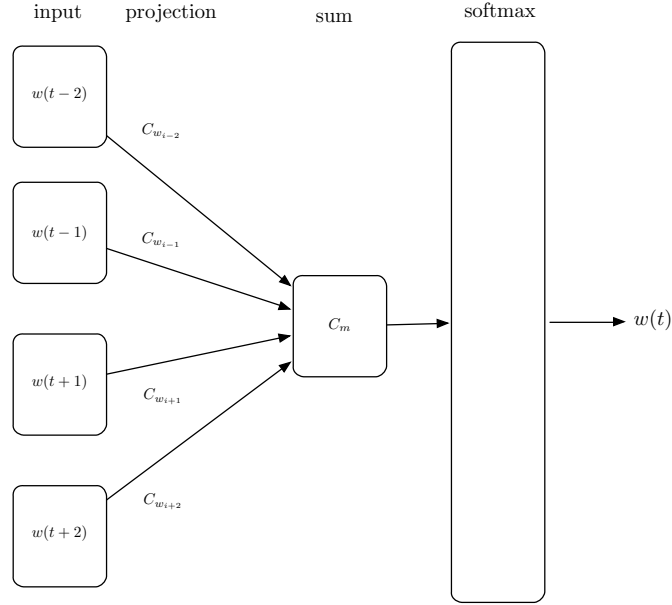 input projection sum softmax
w(t − 2)
C_{w_{i−2}}
w(t − 1)
C_{w_{i−1}}
C_m
w(t)
w(t + 1)
C_{w_{i+1}}
C_{w_{i+2}}
w(t + 2)